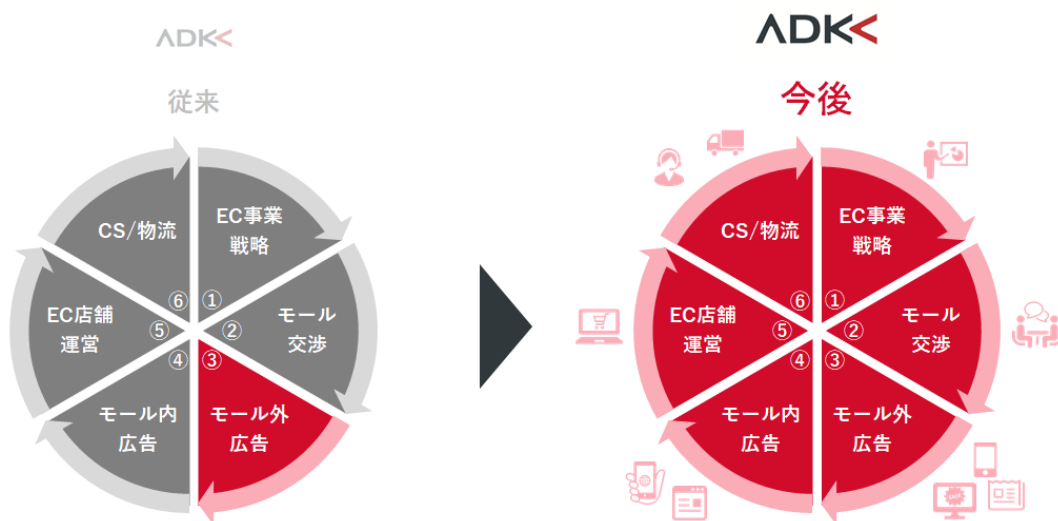 ADK
従来
CS/物流
EC事業
戦略
⑥
①
EC店舗
運営
⑤
②
モール
交渉
④
③
モール内
広告
モール外
広告
ADK
今後
CS/物流
EC事業
戦略
⑥
①
EC店舗
運営
⑤
②
モール
交渉
④
③
モール内
広告
モール外
広告